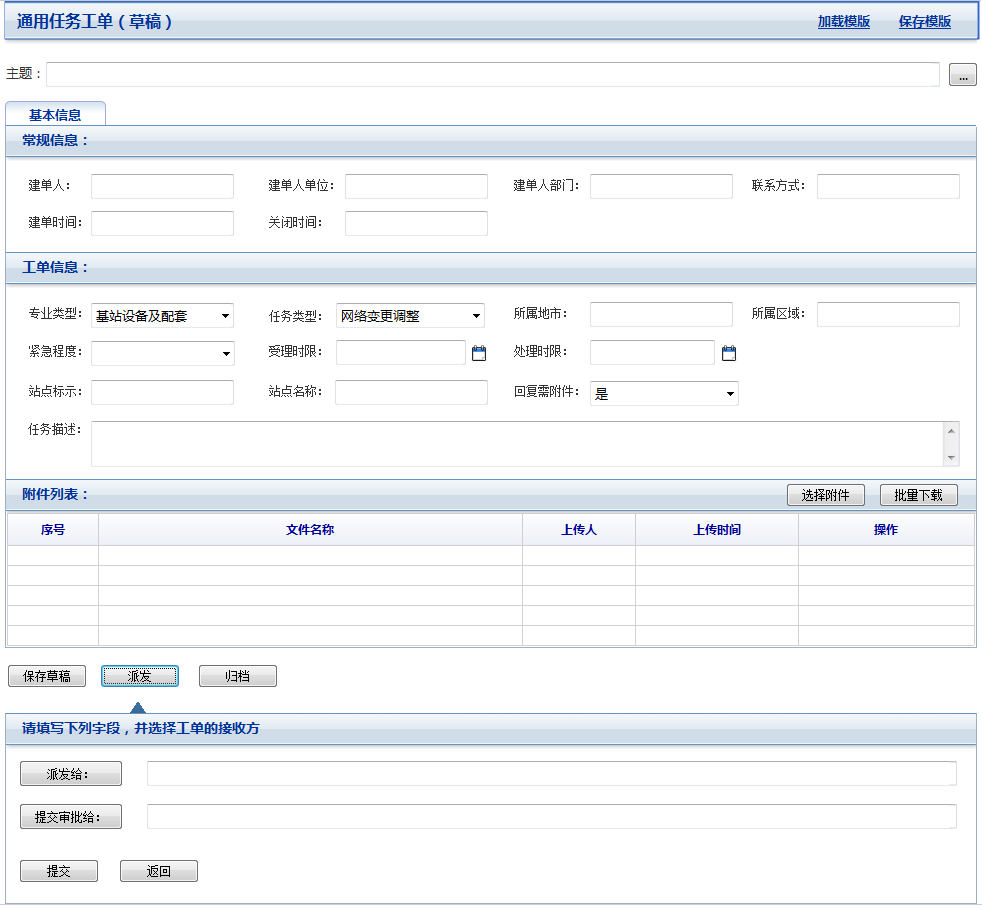 通用任务工单（草稿） 加载模版 保存模版
主题： ...
基本信息
常规信息：
建单人： 建单人单位： 建单人部门： 联系方式：
建单时间： 关闭时间：
工单信息：
专业类型： 基站设备及配套 任务类型： 网络变更调整 所属地市： 所属区域：
紧急程度： 受理时限： 处理时限：
站点标示： 站点名称： 回复需附件： 是
任务描述：
附件列表： 选择附件 批量下载
序号 文件名称 上传人 上传时间 操作
保存草稿 派发 归档
请填写下列字段，并选择工单的接收方
派发给：
提交审批给：
提交 返回